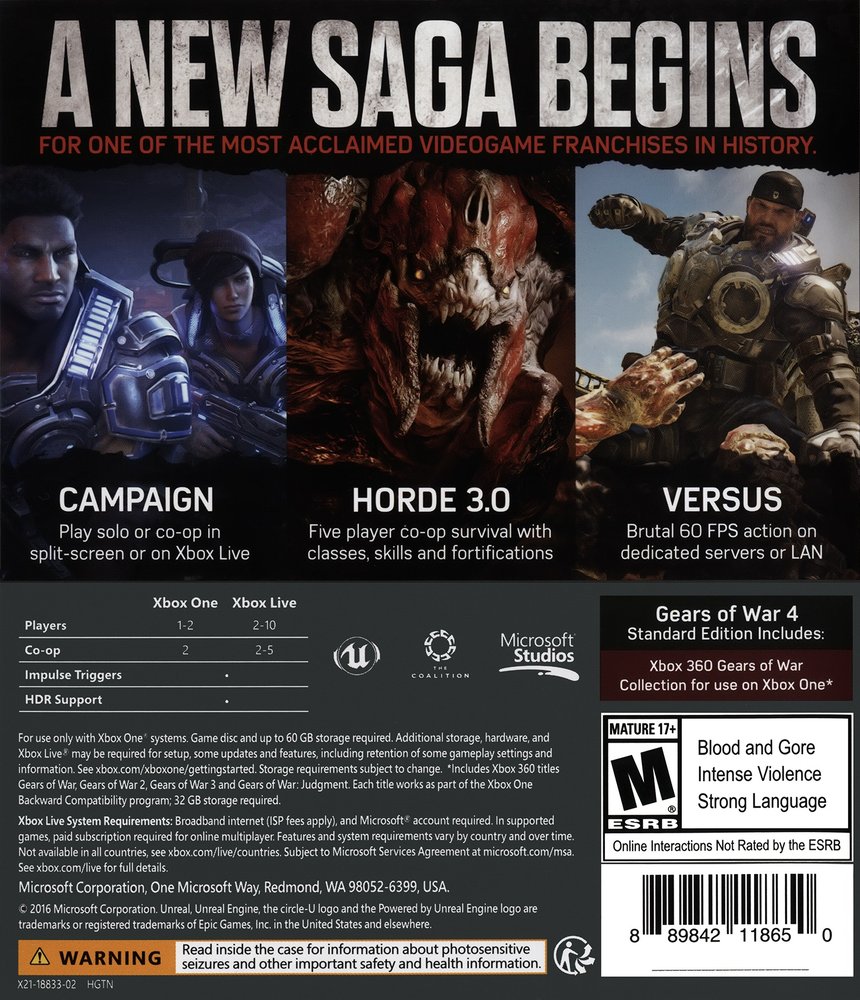 A NEW SAGA BEGINS
FOR ONE OF THE MOST ACCLAIMED VIDEOGAME FRANCHISES IN HISTORY.
CAMPAIGN
Play solo or co-op in
split-screen or on Xbox Live
HORDE 3.0
Five player co-op survival with
classes, skills and fortifications
VERSUS
Brutal 60 FPS action on
dedicated servers or LAN
Xbox One Xbox Live
Players 1-2 2-10
Co-op 2 2-5
Impulse Triggers •
HDR Support •
THE
COALITION
Microsoft
Studios
Gears of War 4
Standard Edition Includes:
Xbox 360 Gears of War
Collection for use on Xbox One*
For use only with Xbox One® systems. Game disc and up to 60 GB storage required. Additional storage, hardware, and
Xbox Live® may be required for setup, some updates and features, including retention of some gameplay settings and
information. See xbox.com/xboxone/gettingstarted. Storage requirements subject to change. *Includes Xbox 360 titles
Gears of War, Gears of War 2, Gears of War 3 and Gears of War: Judgment. Each title works as part of the Xbox One
Backward Compatibility program; 32 GB storage required.
Xbox Live System Requirements: Broadband internet (ISP fees apply), and Microsoft® account required. In supported
games, paid subscription required for online multiplayer. Features and system requirements vary by country and over time.
Not available in all countries, see xbox.com/live/countries. Subject to Microsoft Services Agreement at microsoft.com/msa.
See xbox.com/live for full details.
Microsoft Corporation, One Microsoft Way, Redmond, WA 98052-6399, USA.
© 2016 Microsoft Corporation. Unreal, Unreal Engine, the circle-U logo and the Powered by Unreal Engine logo are
trademarks or registered trademarks of Epic Games, Inc. in the United States and elsewhere.
WARNING
Read inside the case for information about photosensitive
seizures and other important safety and health information.
X21-18833-02 HGTN
MATURE 17+
M
®
ESRB
Blood and Gore
Intense Violence
Strong Language
Online Interactions Not Rated by the ESRB
8 89842 11865 0